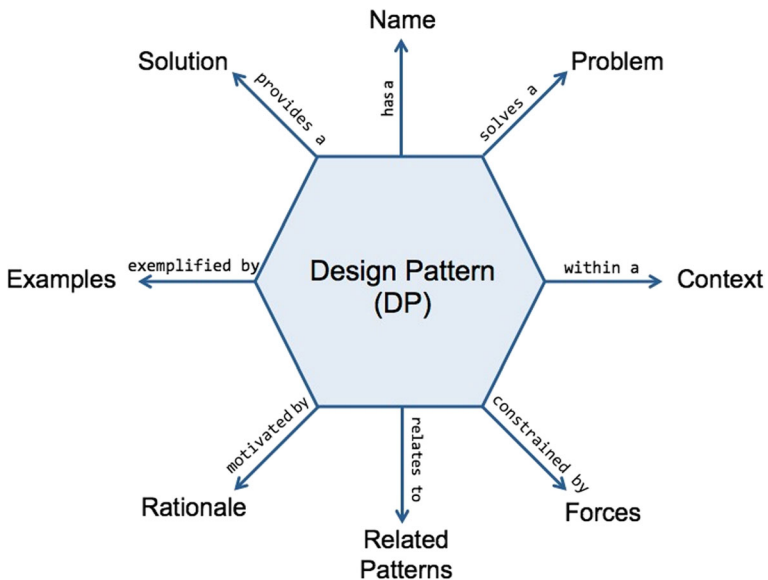 Name
Solution
Problem
provides a
has a
solves a
exemplified by
Design Pattern
(DP)
within a
Examples
Context
motivated by
relates to
constrained by
Rationale
Forces
Related
Patterns